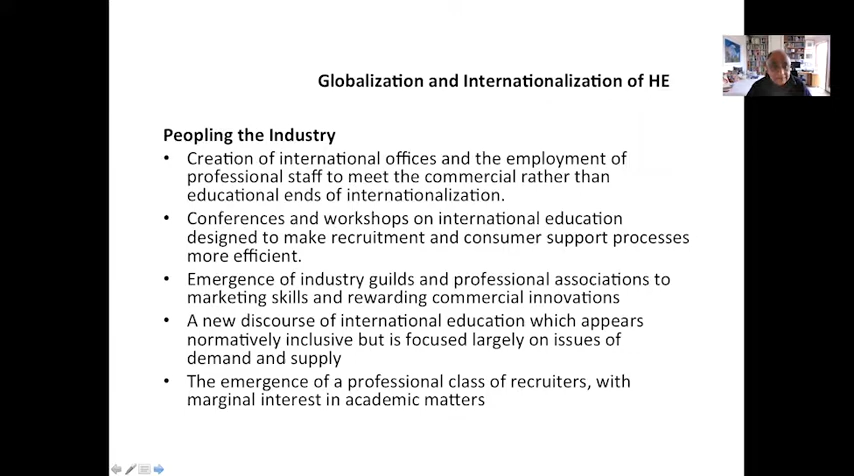 Globalization and Internationalization of HE
Peopling the Industry
• Creation of international offices and the employment of
professional staff to meet the commercial rather than
educational ends of internationalization.
• Conferences and workshops on international education
designed to make recruitment and consumer support processes
more efficient.
• Emergence of industry guilds and professional associations to
marketing skills and rewarding commercial innovations
• A new discourse of international education which appears
normatively inclusive but is focused largely on issues of
demand and supply
• The emergence of a professional class of recruiters, with
marginal interest in academic matters